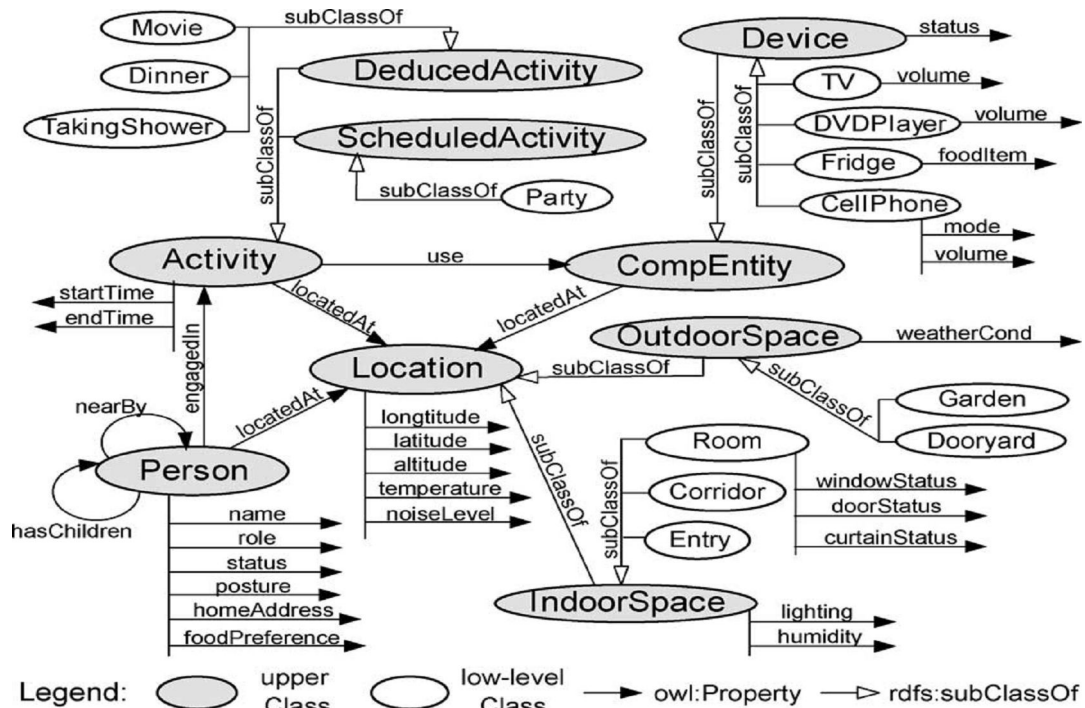 Movie
subClassOf
Device
status
Dinner
DeducedActivity
TV
volume
TakingShower
subClassOf
ScheduledActivity
subClassOf
Party
subClassOf
subClassOf
DVDPlayer
volume
Fridge
foodItem
CellPhone
mode
volume
Activity
use
CompEntity
startTime
endTime
locatedAt
locatedAt
engagedIn
OutdoorSpace
weatherCond
Location
subClassOf
subClassOf
Garden
Dooryard
nearBy
locatedAt
Person
hasChildren
longtitude
latitude
altitude
temperature
noiseLevel
subClassOf
subClassOf
Room
Corridor
Entry
windowStatus
doorStatus
curtainStatus
name
role
status
posture
homeAddress
foodPreference
IndoorSpace
lighting
humidity
Legend:
upper
Class
low-level
Class
owl:Property
rdfs:subClassOf